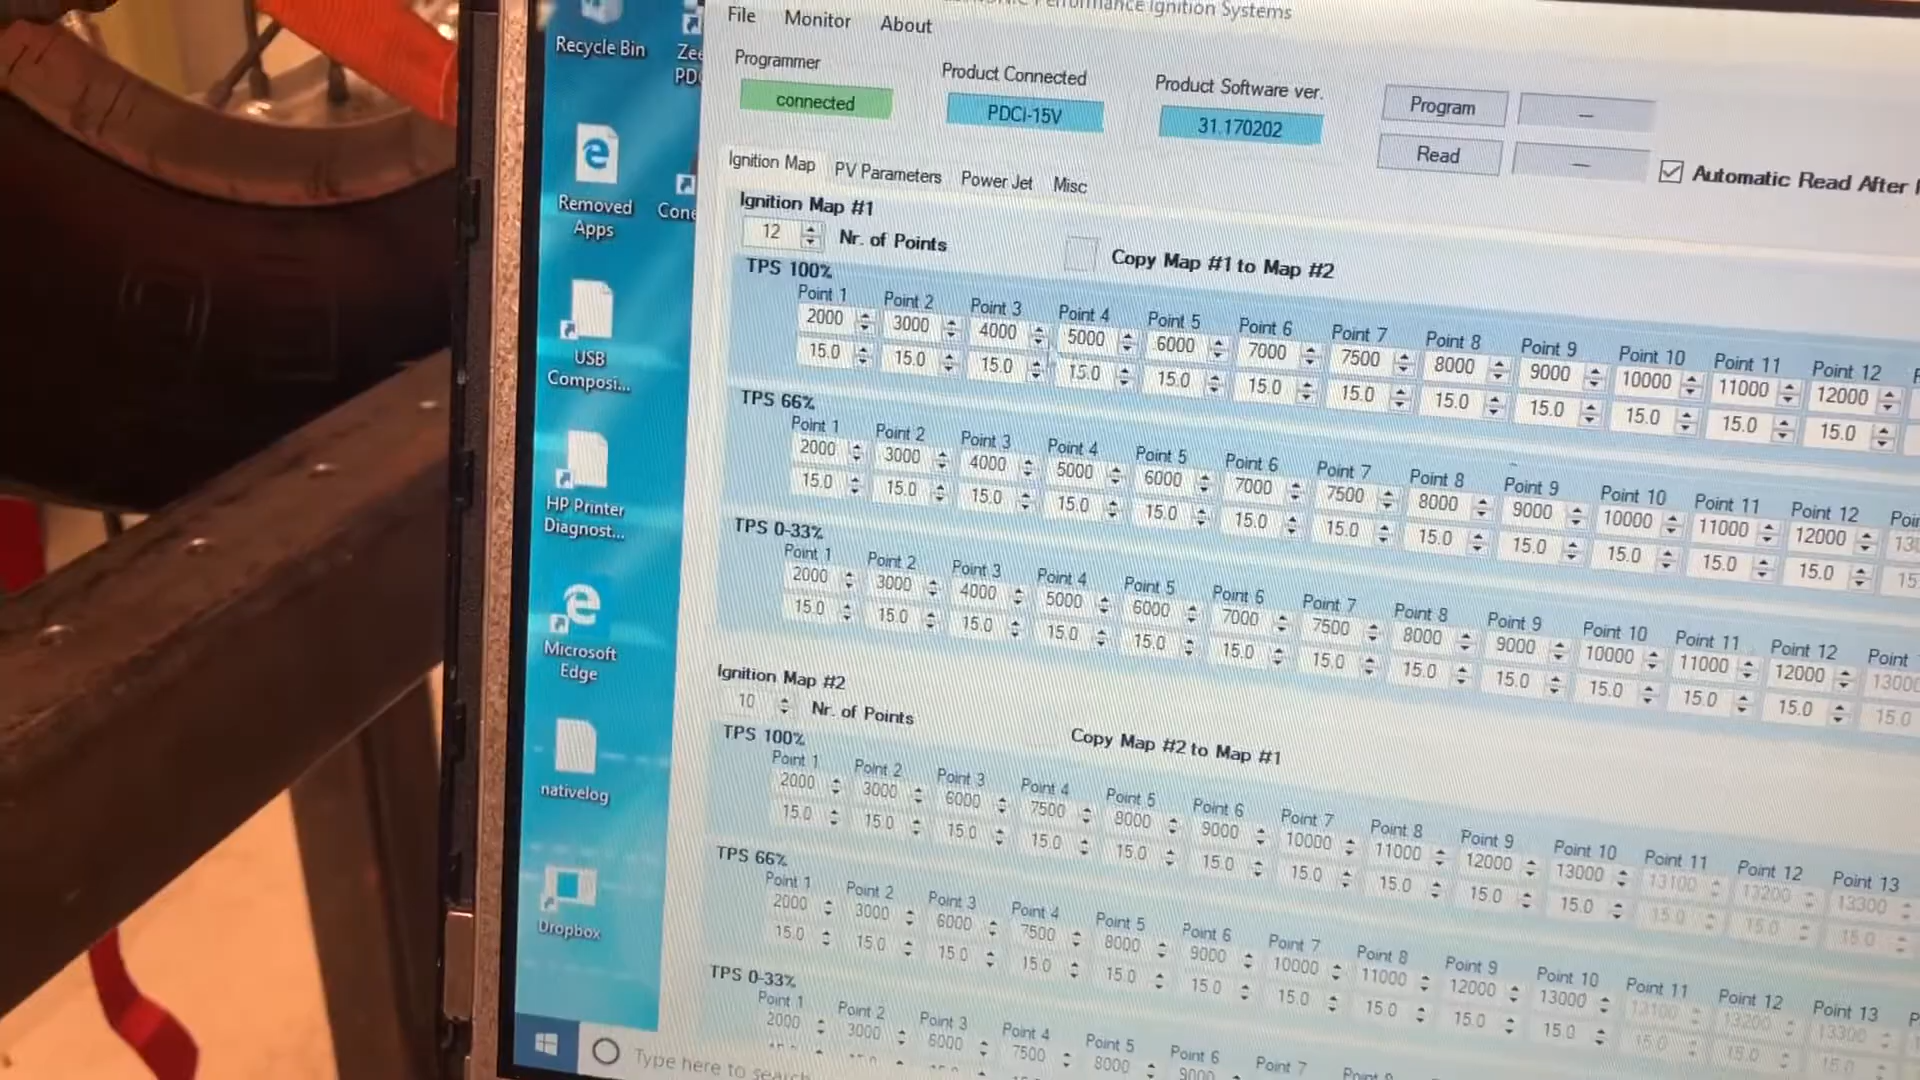 Performance Ignition Systems
File Monitor About
Programmer Product Connected Product Software ver.
connected PDCI-15V 31.170202
Program ---
Read ---
Automatic Read After
Ignition Map PV Parameters Power Jet Misc
Ignition Map #1
12 Nr. of Points Copy Map #1 to Map #2
TPS 100%
Point 1 Point 2 Point 3 Point 4 Point 5 Point 6 Point 7 Point 8 Point 9 Point 10 Point 11 Point 12
2000 3000 4000 5000 6000 7000 7500 8000 9000 10000 11000 12000
15.0 15.0 15.0 15.0 15.0 15.0 15.0 15.0 15.0 15.0 15.0 15.0
TPS 66%
Point 1 Point 2 Point 3 Point 4 Point 5 Point 6 Point 7 Point 8 Point 9 Point 10 Point 11 Point 12
2000 3000 4000 5000 6000 7000 7500 8000 9000 10000 11000 12000
15.0 15.0 15.0 15.0 15.0 15.0 15.0 15.0 15.0 15.0 15.0 15.0
TPS 0-33%
Point 1 Point 2 Point 3 Point 4 Point 5 Point 6 Point 7 Point 8 Point 9 Point 10 Point 11 Point 12 Point
2000 3000 4000 5000 6000 7000 7500 8000 9000 10000 11000 12000 13000
15.0 15.0 15.0 15.0 15.0 15.0 15.0 15.0 15.0 15.0 15.0 15.0 15.0
Ignition Map #2
10 Nr. of Points Copy Map #2 to Map #1
TPS 100%
Point 1 Point 2 Point 3 Point 4 Point 5 Point 6 Point 7 Point 8 Point 9 Point 10 Point 11 Point 12 Point 13
2000 3000 6000 7500 8000 9000 10000 11000 12000 13000 13100 13200 13300
15.0 15.0 15.0 15.0 15.0 15.0 15.0 15.0 15.0 15.0 15.0 15.0 15.0
TPS 66%
Point 1 Point 2 Point 3 Point 4 Point 5 Point 6 Point 7 Point 8 Point 9 Point 10 Point 11 Point 12 Point 13
2000 3000 6000 7500 8000 9000 10000 11000 12000 13000 13100 13200 13300
15.0 15.0 15.0 15.0 15.0 15.0 15.0 15.0 15.0 15.0 15.0 15.0 15.0
TPS 0-33%
Point 1 Point 2 Point 3 Point 4 Point 5 Point 6 Point 7
2000 3000 6000 7500 8000 9000
Recycle Bin
Removed
Apps
USB
Composi...
HP Printer
Diagnost...
Microsoft
Edge
nativelog
Dropbox
Type here to search